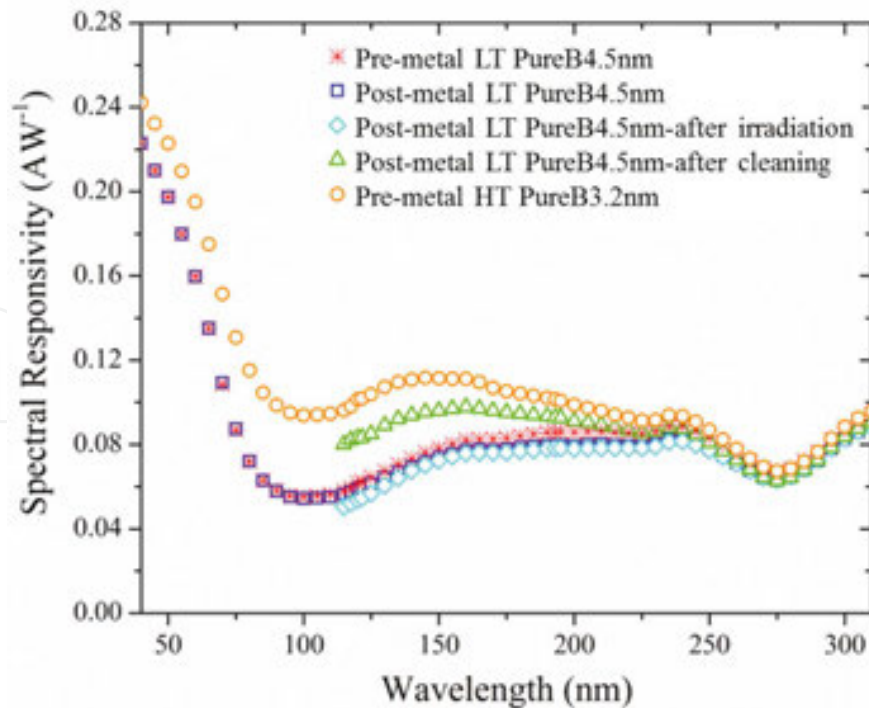 0.28
0.24
0.20
0.16
0.12
0.08
0.04
0.00
Spectral Responsivity (AW⁻¹)
Pre-metal LT PureB4.5nm
Post-metal LT PureB4.5nm
Post-metal LT PureB4.5nm-after irradiation
Post-metal LT PureB4.5nm-after cleaning
Pre-metal HT PureB3.2nm
50 100 150 200 250 300
Wavelength (nm)